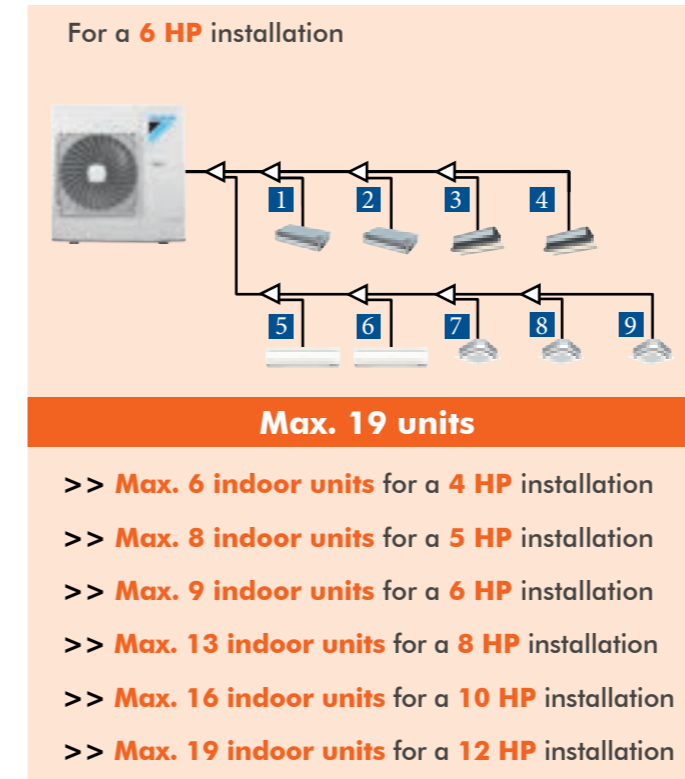 For a 6 HP installation
1 2 3 4
5 6 7 8 9
Max. 19 units
>> Max. 6 indoor units for a 4 HP installation
>> Max. 8 indoor units for a 5 HP installation
>> Max. 9 indoor units for a 6 HP installation
>> Max. 13 indoor units for a 8 HP installation
>> Max. 16 indoor units for a 10 HP installation
>> Max. 19 indoor units for a 12 HP installation